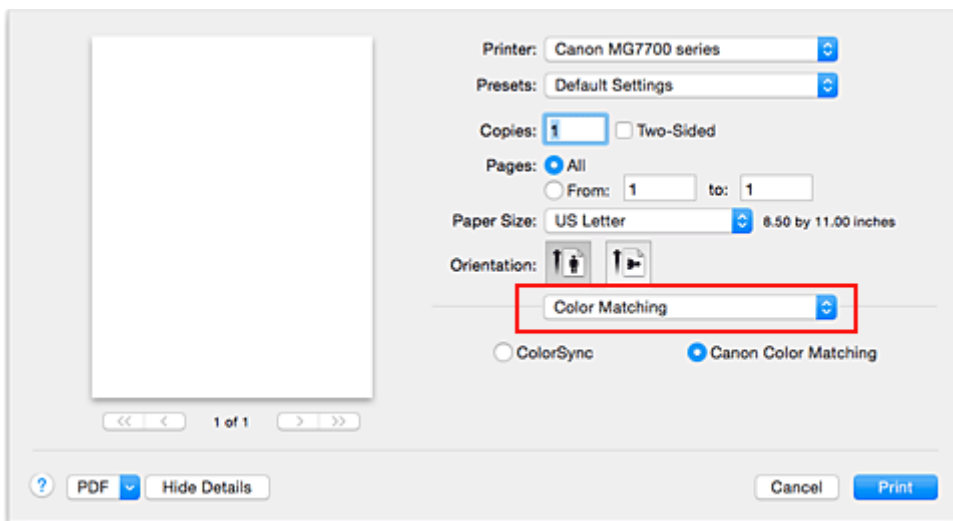 Printer: Canon MG7700 series
Presets: Default Settings
Copies: 1 Two-Sided
Pages: All
From: 1 to: 1
Paper Size: US Letter 8.50 by 11.00 inches
Orientation:
Color Matching
ColorSync Canon Color Matching
1 of 1
? PDF Hide Details Cancel Print